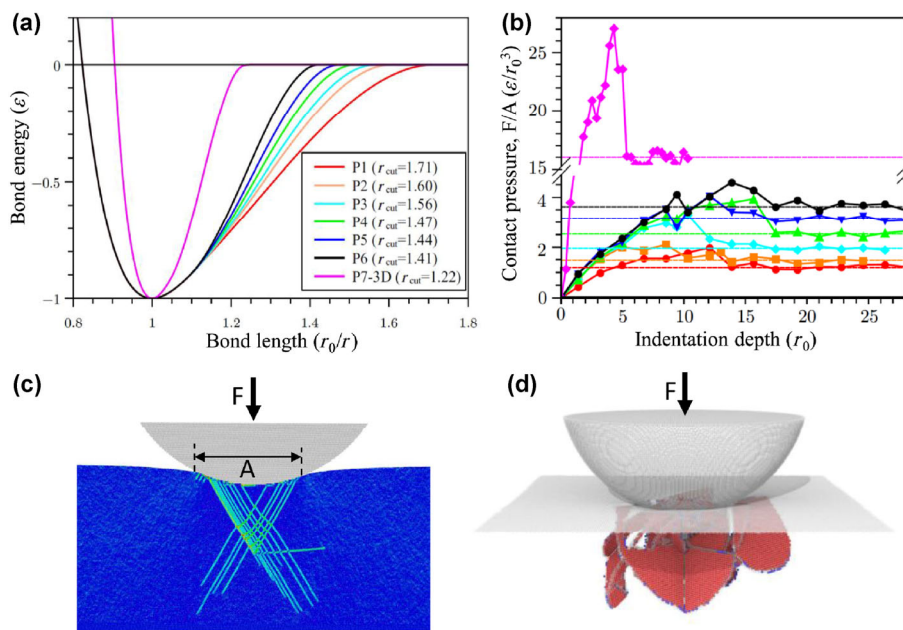 (a)
Bond energy (ε)
0
−0.5
−1
P1 (r_cut=1.71)
P2 (r_cut=1.60)
P3 (r_cut=1.56)
P4 (r_cut=1.47)
P5 (r_cut=1.44)
P6 (r_cut=1.41)
P7-3D (r_cut=1.22)
0.8 1 1.2 1.4 1.6 1.8
Bond length (r₀/r)
(b)
Contact pressure, F/A (ε/r₀³)
25
20
15
4
2
0
0 5 10 15 20 25
Indentation depth (r₀)
(c)
F
A
(d)
F